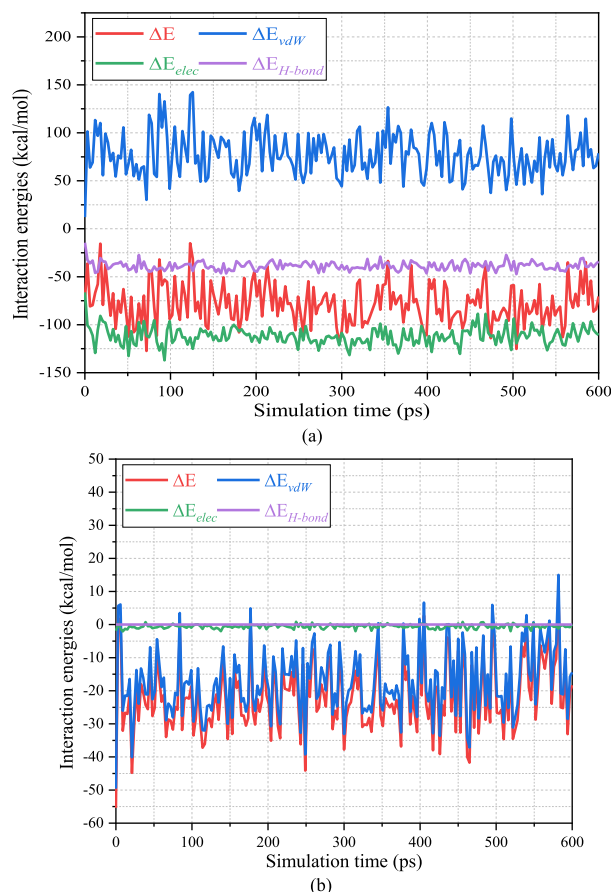 225
200
150
100
50
0
-50
-100
-150
Interaction energies (kcal/mol)
ΔE ΔE_vdW
ΔE_elec ΔE_H-bond
0 100 200 300 400 500 600
Simulation time (ps)
(a)
50
40
30
20
10
0
-10
-20
-30
-40
-50
-60
Interaction energies (kcal/mol)
ΔE ΔE_vdW
ΔE_elec ΔE_H-bond
0 100 200 300 400 500 600
Simulation time (ps)
(b)